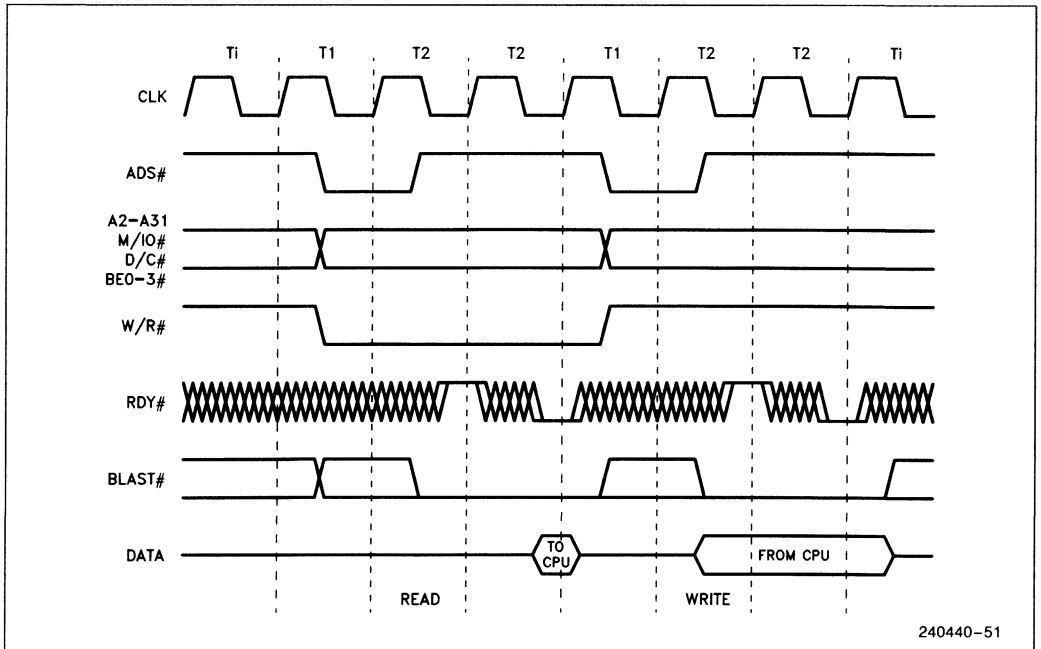 Ti T1 T2 T2 T1 T2 T2 Ti
CLK
ADS#
A2-A31
M/IO#
D/C#
BE0-3#
W/R#
RDY#
BLAST#
DATA
TO
CPU
FROM CPU
READ WRITE
240440-51